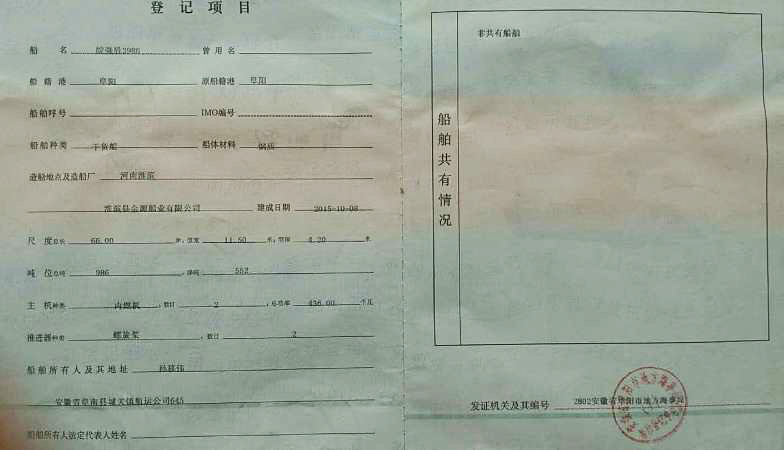 登记项目
船名 皖强胜2986 曾用名
船籍港 阜阳 原船籍港 阜阳
船舶呼号 IMO编号
船舶种类 干货船 船体材料 钢质
造船地点及造船厂 河南淮滨
淮滨县金源船业有限公司 建成日期 2015-10-08
尺度总长 66.00 米,型宽 11.50 米,型深 4.20 米
吨位总吨 986 ,净吨 552
主机种类 内燃机 ,数目 2 ,总功率 436.00 千瓦
推进器种类 螺旋桨 ,数目 2
船舶所有人及其地址
安徽省阜南县城关镇航运公司645
船舶所有人法定代表人姓名
非共有船舶
船舶共有情况
发证机关及其编号 2802安徽省阜阳市地方海事局